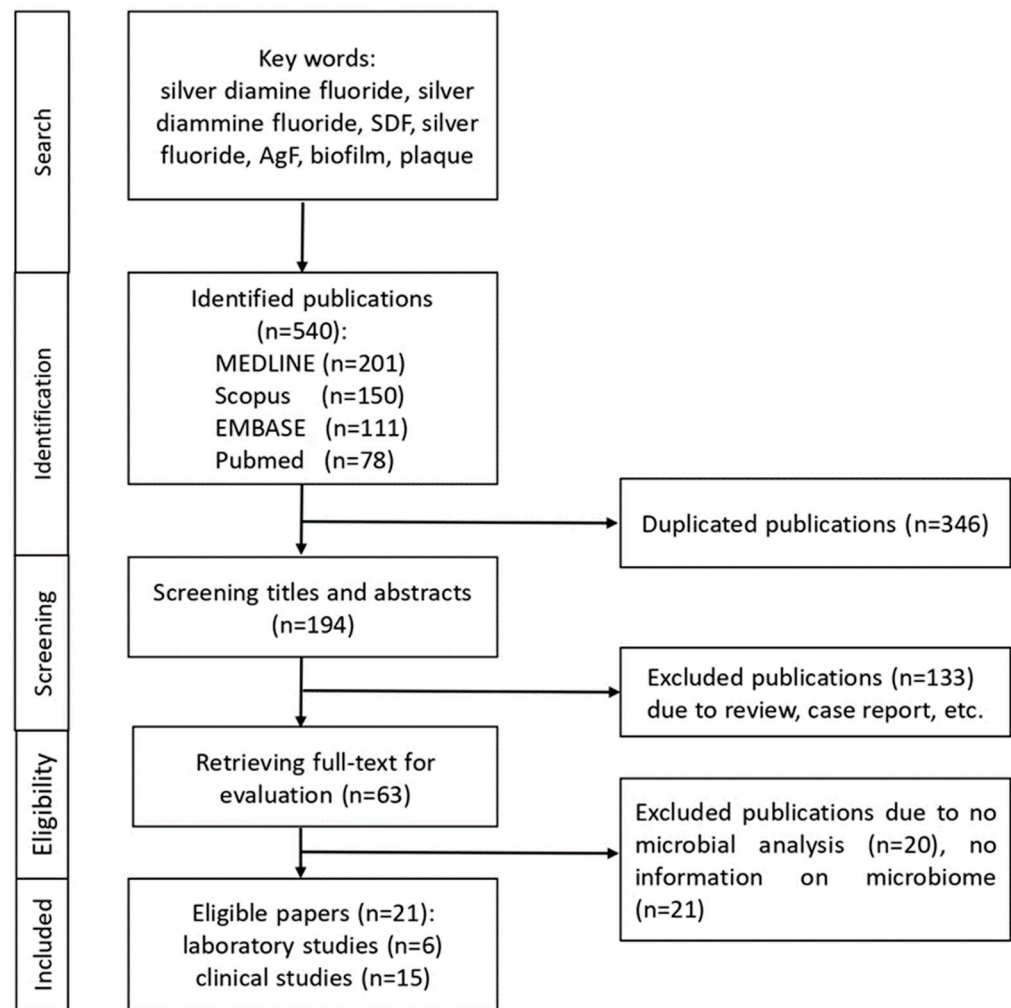 Search
Key words:
silver diamine fluoride, silver
diammine fluoride, SDF, silver
fluoride, AgF, biofilm, plaque
Identification
Identified publications
(n=540):
MEDLINE (n=201)
Scopus (n=150)
EMBASE (n=111)
Pubmed (n=78)
Duplicated publications (n=346)
Screening
Screening titles and abstracts
(n=194)
Excluded publications (n=133)
due to review, case report, etc.
Eligibility
Retrieving full-text for
evaluation (n=63)
Excluded publications due to no
microbial analysis (n=20), no
information on microbiome
(n=21)
Included
Eligible papers (n=21):
laboratory studies (n=6)
clinical studies (n=15)